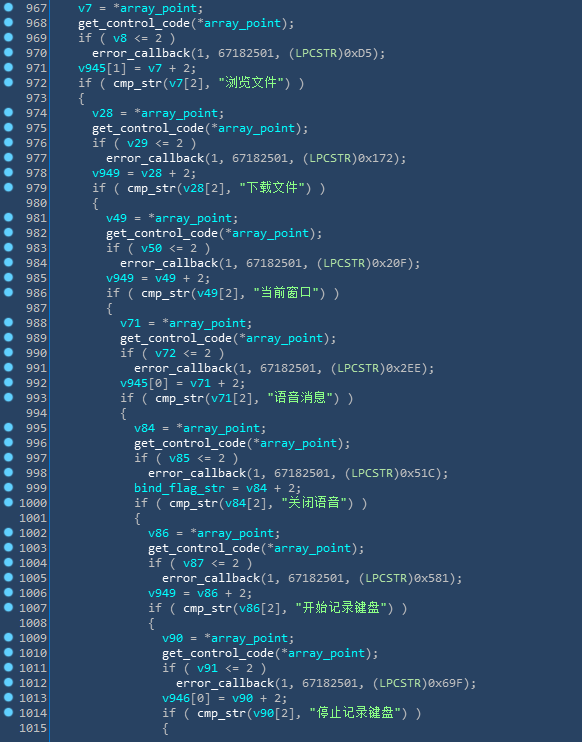 967 v7 = *array_point;
968 get_control_code(*array_point);
969 if ( v8 <= 2 )
970 error_callback(1, 67182501, (LPCSTR)0xD5);
971 v945[1] = v7 + 2;
972 if ( cmp_str(v7[2], "浏览文件") )
973 {
974 v28 = *array_point;
975 get_control_code(*array_point);
976 if ( v29 <= 2 )
977 error_callback(1, 67182501, (LPCSTR)0x172);
978 v949 = v28 + 2;
979 if ( cmp_str(v28[2], "下载文件") )
980 {
981 v49 = *array_point;
982 get_control_code(*array_point);
983 if ( v50 <= 2 )
984 error_callback(1, 67182501, (LPCSTR)0x20F);
985 v949 = v49 + 2;
986 if ( cmp_str(v49[2], "当前窗口") )
987 {
988 v71 = *array_point;
989 get_control_code(*array_point);
990 if ( v72 <= 2 )
991 error_callback(1, 67182501, (LPCSTR)0x2EE);
992 v945[0] = v71 + 2;
993 if ( cmp_str(v71[2], "语音消息") )
994 {
995 v84 = *array_point;
996 get_control_code(*array_point);
997 if ( v85 <= 2 )
998 error_callback(1, 67182501, (LPCSTR)0x51C);
999 bind_flag_str = v84 + 2;
1000 if ( cmp_str(v84[2], "关闭语音") )
1001 {
1002 v86 = *array_point;
1003 get_control_code(*array_point);
1004 if ( v87 <= 2 )
1005 error_callback(1, 67182501, (LPCSTR)0x581);
1006 v949 = v86 + 2;
1007 if ( cmp_str(v86[2], "开始记录键盘") )
1008 {
1009 v90 = *array_point;
1010 get_control_code(*array_point);
1011 if ( v91 <= 2 )
1012 error_callback(1, 67182501, (LPCSTR)0x69F);
1013 v946[0] = v90 + 2;
1014 if ( cmp_str(v90[2], "停止记录键盘") )
1015 {